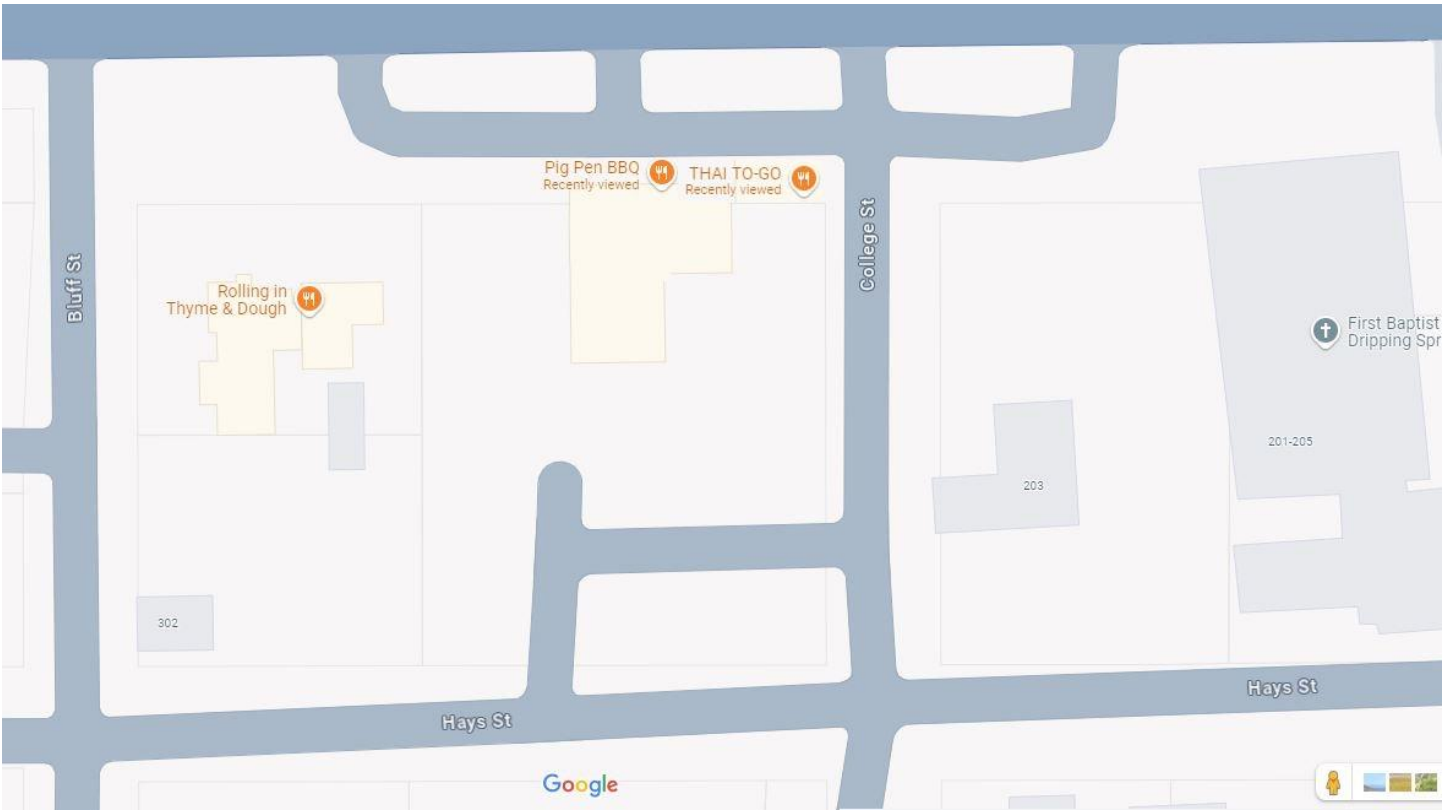 Pig Pen BBQ
Recently viewed
THAI TO-GO
Recently viewed
College St
Bluff St
Rolling in
Thyme & Dough
First Baptist
Dripping Spr
201-205
203
302
Hays St
Hays St
Google